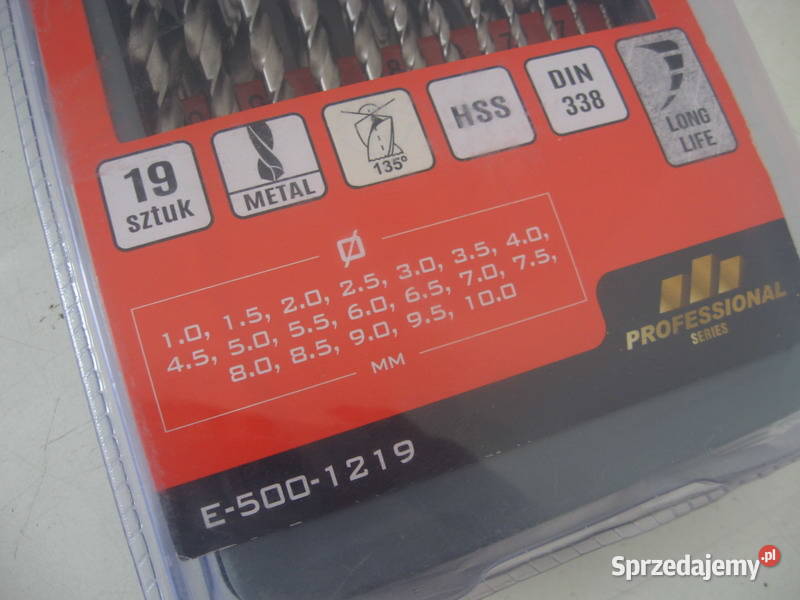 19
sztuk
METAL
135°
HSS
DIN
338
LONG
LIFE
Ø
1.0, 1.5, 2.0, 2.5, 3.0, 3.5, 4.0,
4.5, 5.0, 5.5, 6.0, 6.5, 7.0, 7.5,
8.0, 8.5, 9.0, 9.5, 10.0
MM
PROFESSIONAL
SERIES
E-500-1219
Sprzedajemy.pl